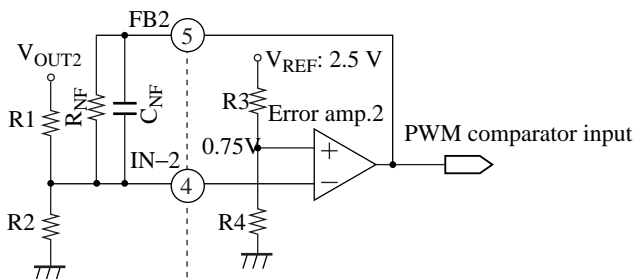 FB2
5
V_OUT2
V_REF: 2.5 V
R1
R_NF
C_NF
R3
Error amp.2
PWM comparator input
0.75V
+
IN–2
4
−
R2
R4